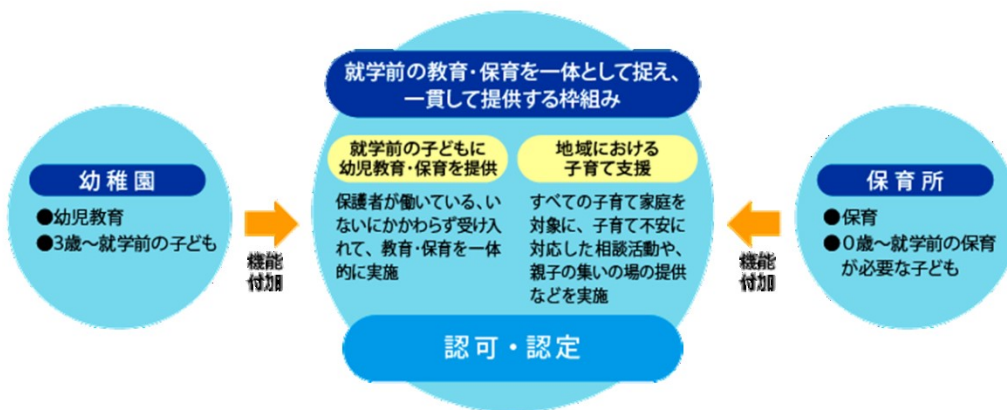 就学前の教育・保育を一体として捉え、
一貫して提供する枠組み
幼稚園
●幼児教育
●3歳～就学前の子ども
機能
付加
就学前の子どもに
幼児教育・保育を提供
保護者が働いている、い
ないにかかわらず受け入
れて、教育・保育を一体
的に実施
地域における
子育て支援
すべての子育て家庭を
対象に、子育て不安に
対応した相談活動や、
親子の集いの場の提供
などを実施
機能
付加
保育所
●保育
●0歳～就学前の保育
が必要な子ども
認可・認定